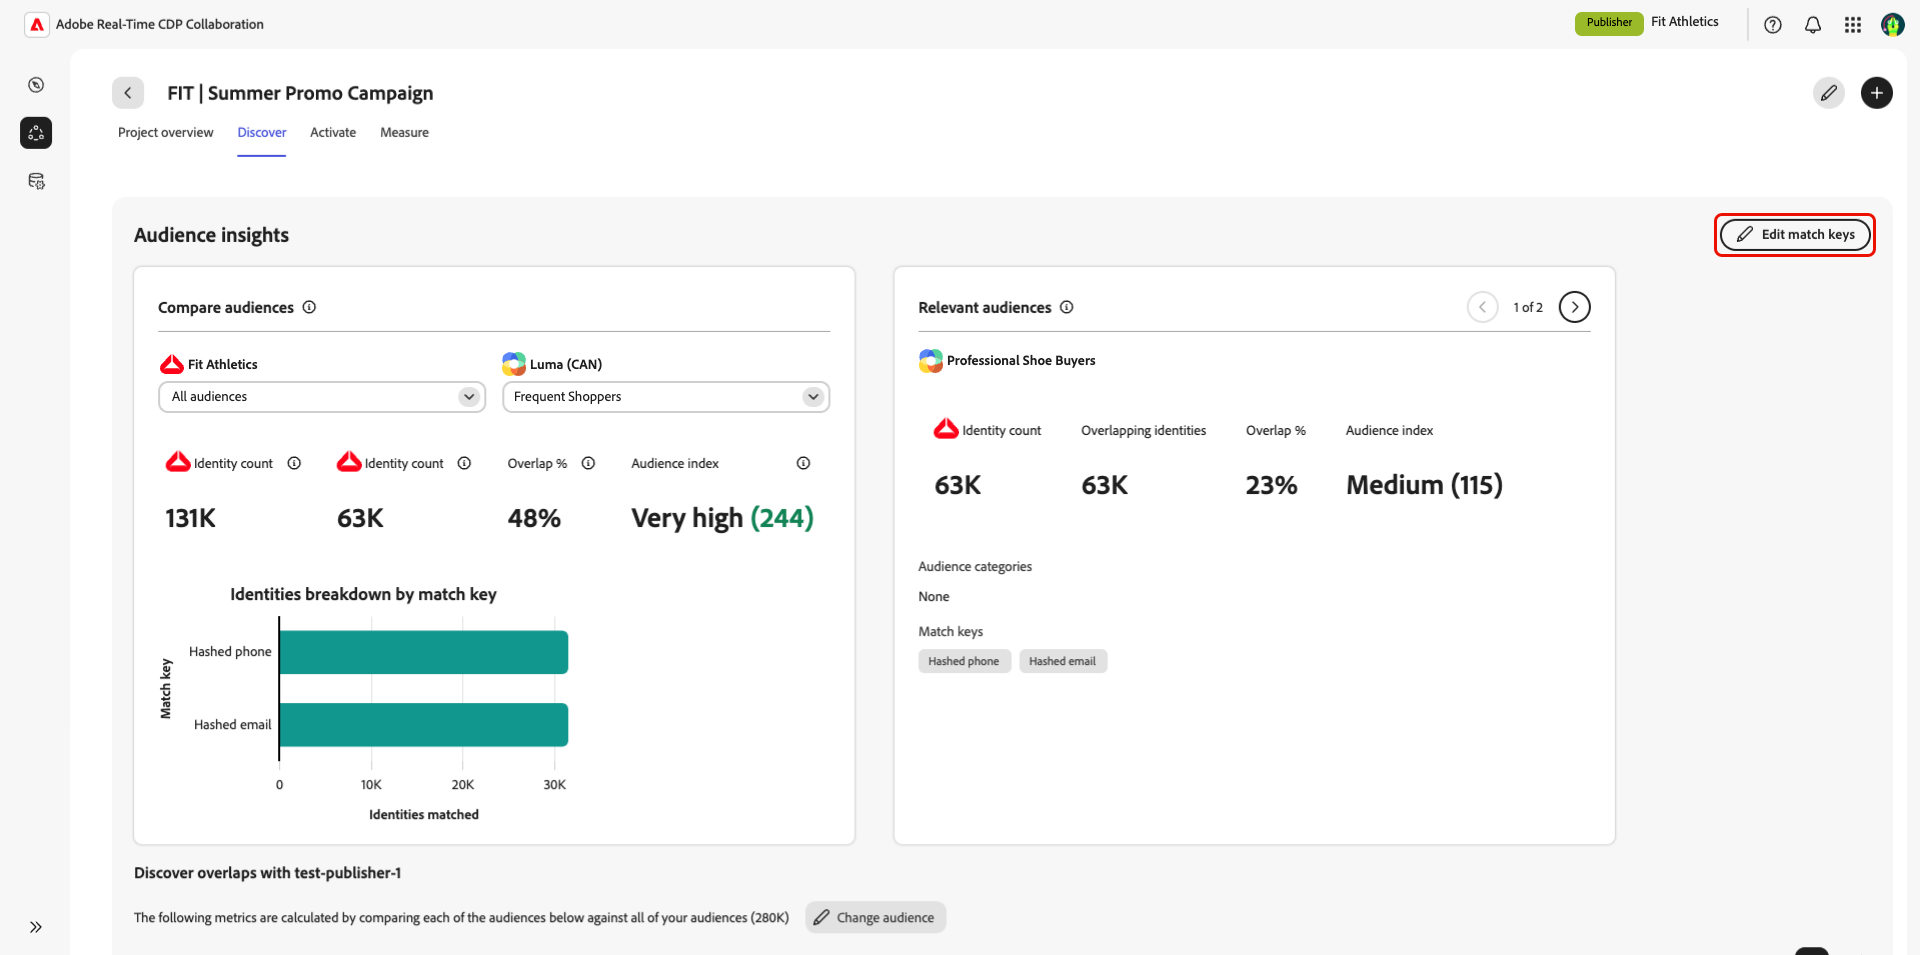 Adobe Real-Time CDP Collaboration
Publisher
Fit Athletics
FIT | Summer Promo Campaign
Project overview
Discover
Activate
Measure
Audience insights
Edit match keys
Compare audiences
Fit Athletics
Luma (CAN)
All audiences
Frequent Shoppers
Identity count
Identity count
Overlap %
Audience index
131K
63K
48%
Very high (244)
Identities breakdown by match key
Match key
Hashed phone
Hashed email
0
10K
20K
30K
Identities matched
Relevant audiences
1 of 2
Professional Shoe Buyers
Identity count
Overlapping identities
Overlap %
Audience index
63K
63K
23%
Medium (115)
Audience categories
None
Match keys
Hashed phone
Hashed email
Discover overlaps with test-publisher-1
The following metrics are calculated by comparing each of the audiences below against all of your audiences (280K)
Change audience